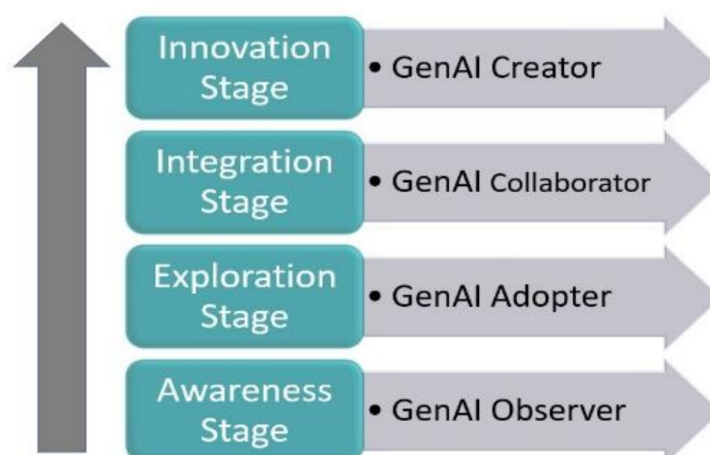 Innovation
Stage
• GenAI Creator
Integration
Stage
• GenAI Collaborator
Exploration
Stage
• GenAI Adopter
Awareness
Stage
• GenAI Observer